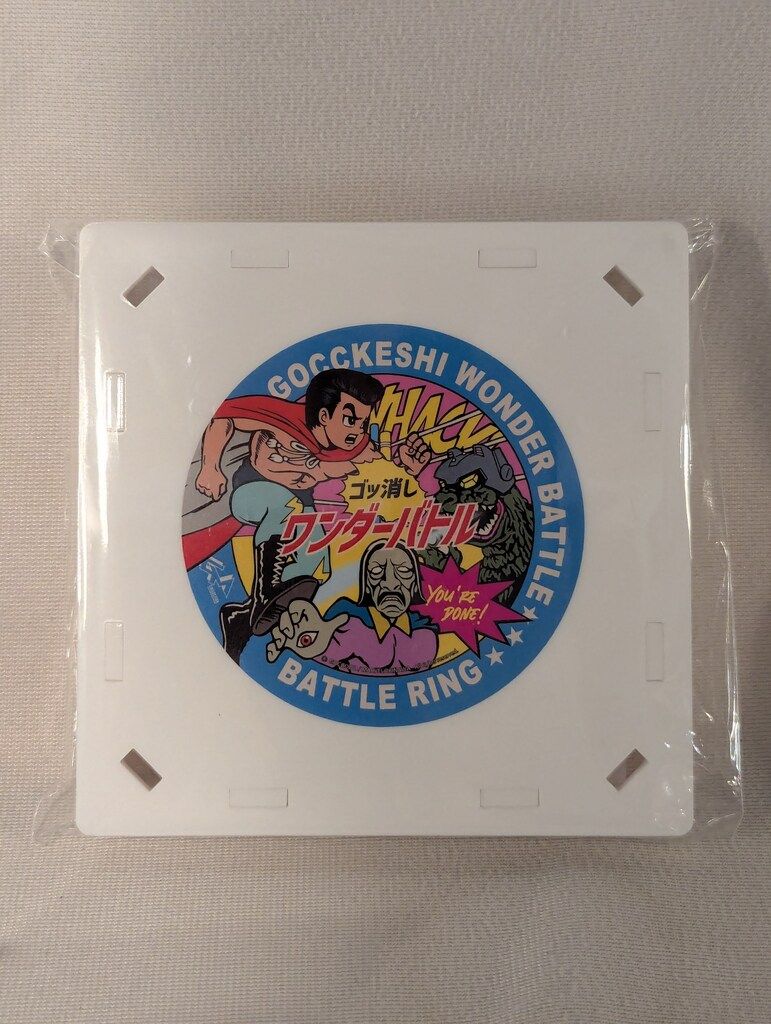 GOCCKESHI WONDER BATTLE
WHACK
ゴッ消し
ワンダーバトル
YOU'RE
DONE!
BATTLE RING